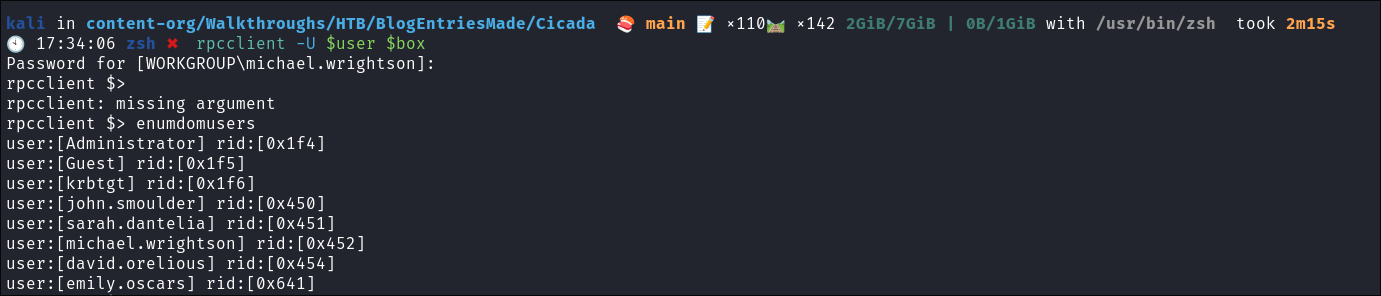 kali in content-org/Walkthroughs/HTB/BlogEntriesMade/Cicada 🍣 main 📝 ×110🛤️ ×142 2GiB/7GiB | 0B/1GiB with /usr/bin/zsh took 2m15s
🕙 17:34:06 zsh ✖ rpcclient -U $user $box
Password for [WORKGROUP\michael.wrightson]:
rpcclient $>
rpcclient: missing argument
rpcclient $> enumdomusers
user:[Administrator] rid:[0x1f4]
user:[Guest] rid:[0x1f5]
user:[krbtgt] rid:[0x1f6]
user:[john.smoulder] rid:[0x450]
user:[sarah.dantelia] rid:[0x451]
user:[michael.wrightson] rid:[0x452]
user:[david.orelious] rid:[0x454]
user:[emily.oscars] rid:[0x641]